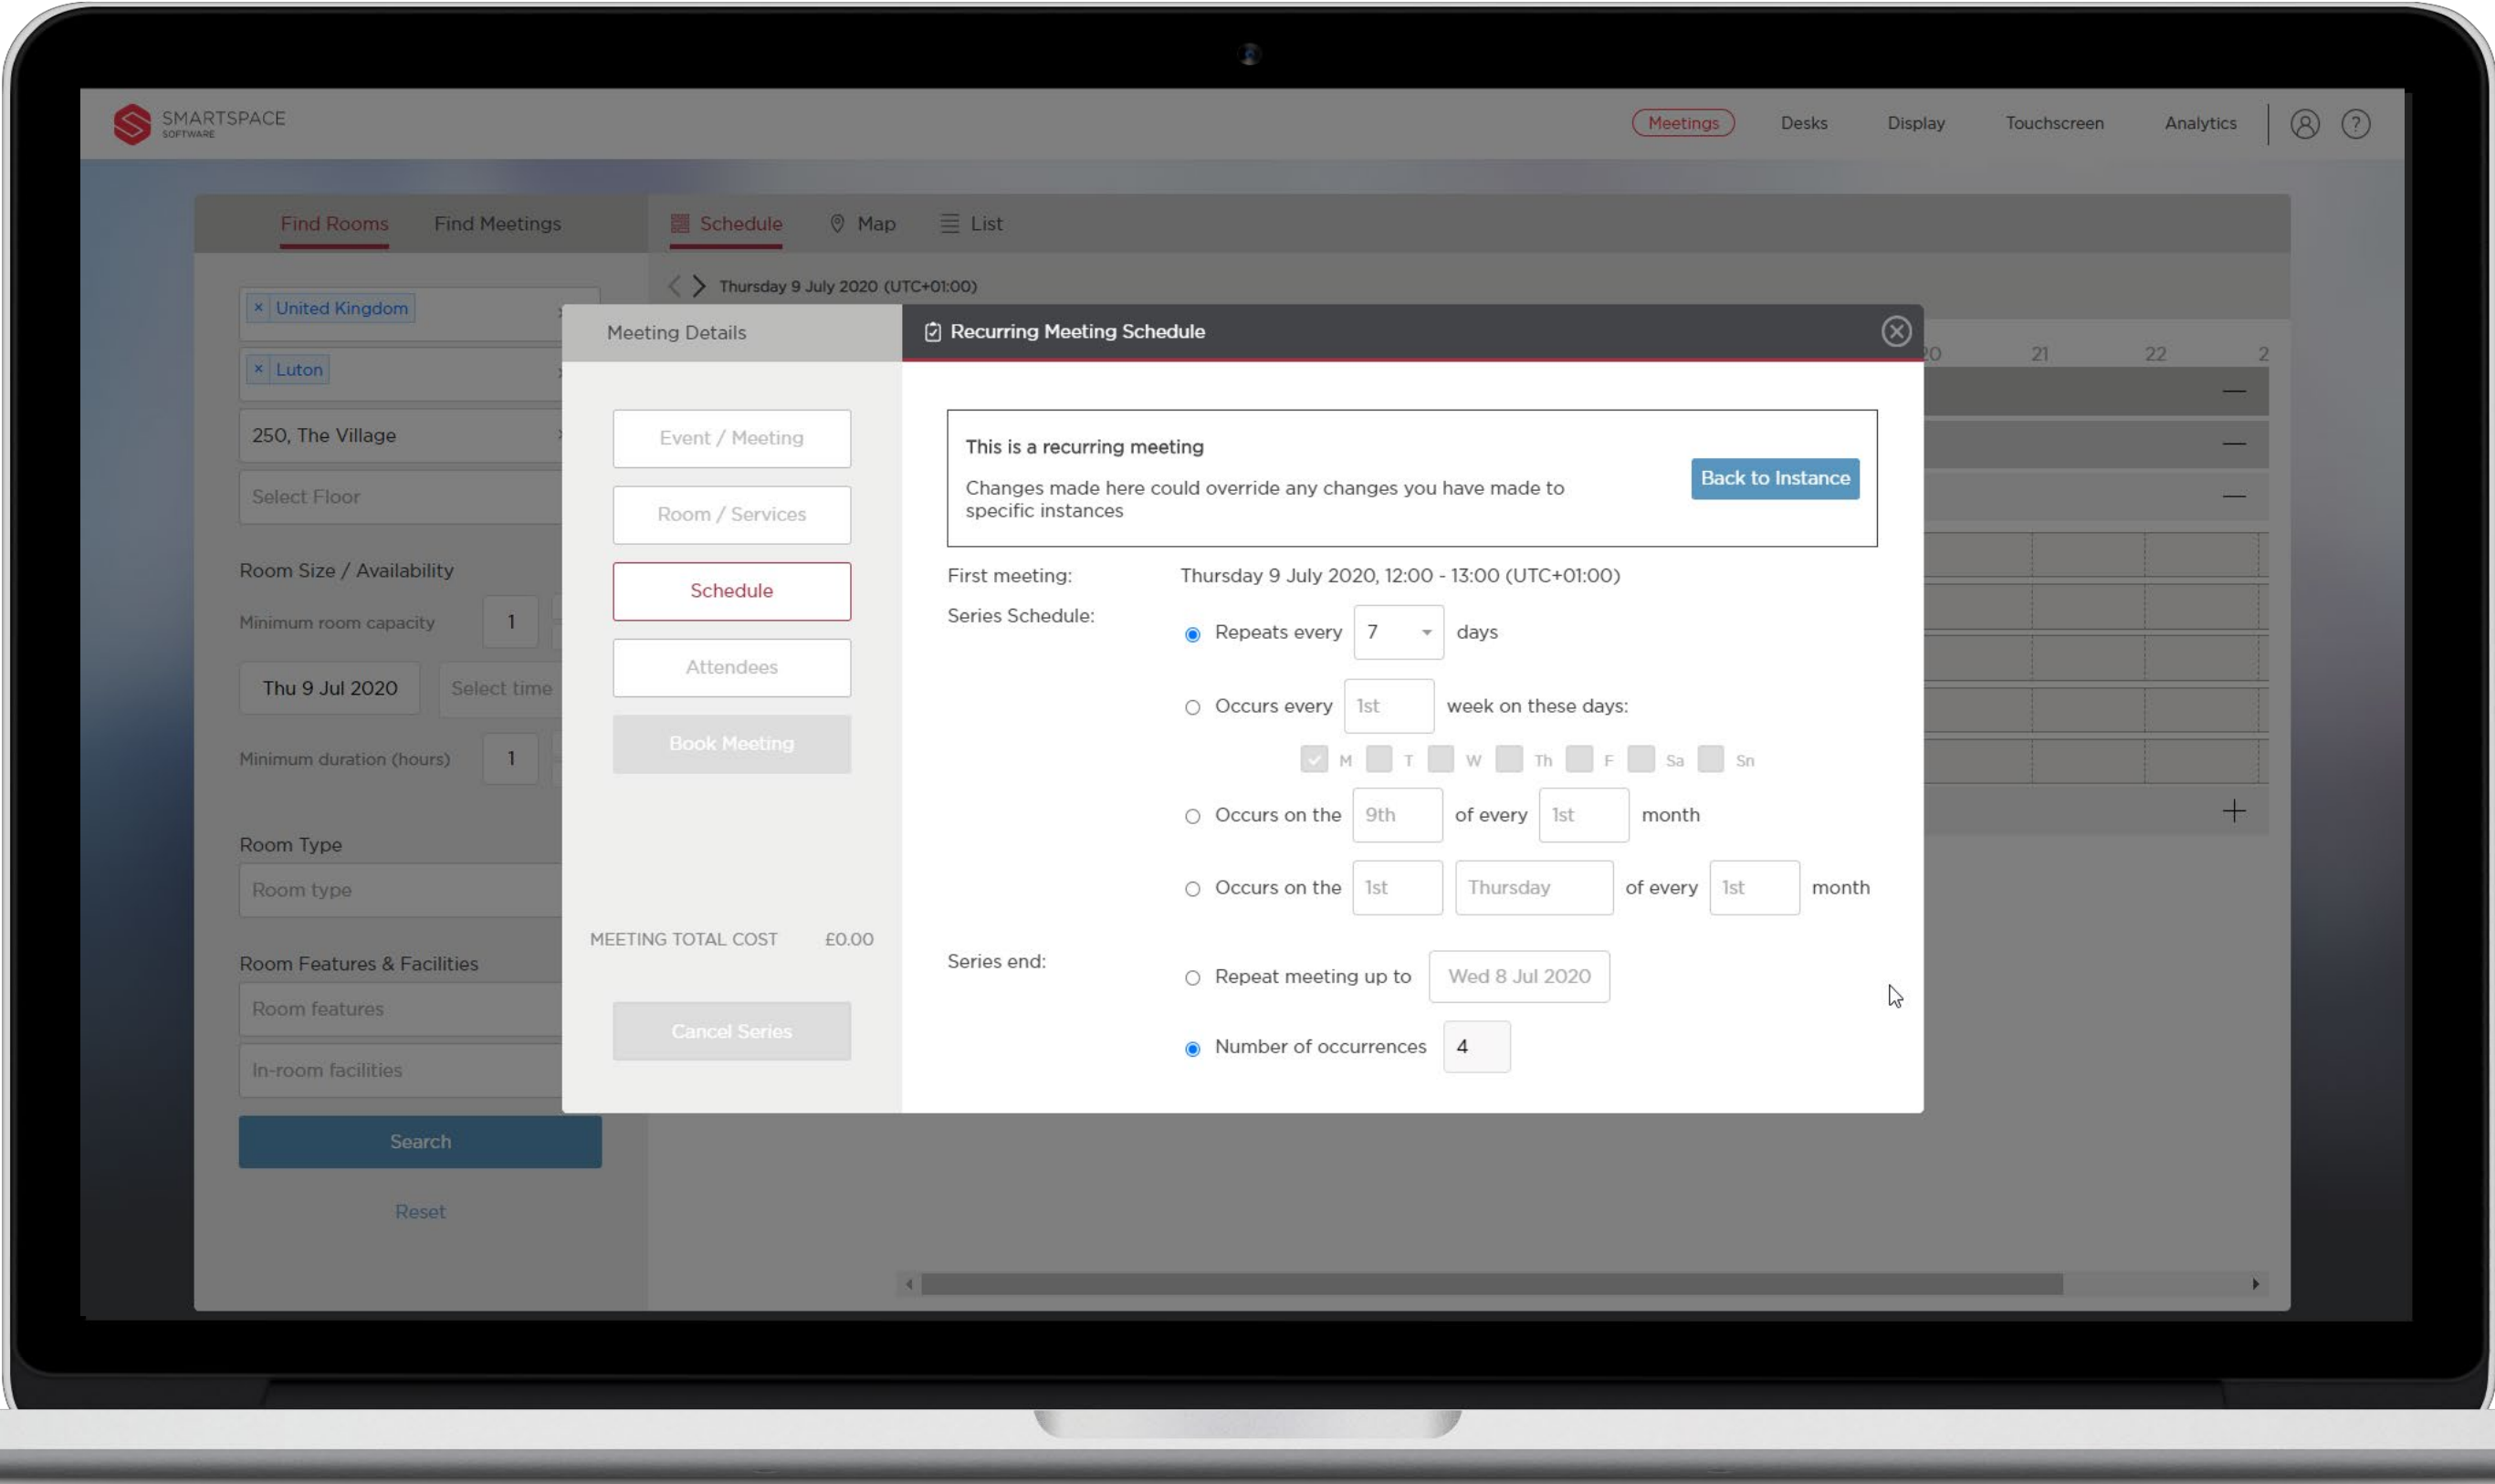 SMARTSPACE
SOFTWARE
Meetings Desks Display Touchscreen Analytics ?
Find Rooms Find Meetings
Schedule Map List
Thursday 9 July 2020 (UTC+01:00)
× United Kingdom
× Luton
250, The Village
Select Floor
Room Size / Availability
Minimum room capacity 1
Thu 9 Jul 2020 Select time
Minimum duration (hours) 1
Room Type
Room type
Room Features & Facilities
Room features
In-room facilities
Search
Reset
20 21 22 2
Meeting Details
Event / Meeting
Room / Services
Schedule
Attendees
Book Meeting
MEETING TOTAL COST £0.00
Cancel Series
Recurring Meeting Schedule
This is a recurring meeting
Changes made here could override any changes you have made to
specific instances
Back to Instance
First meeting: Thursday 9 July 2020, 12:00 - 13:00 (UTC+01:00)
Series Schedule:
Repeats every 7 days
Occurs every 1st week on these days:
M T W Th F Sa Sn
Occurs on the 9th of every 1st month
Occurs on the 1st Thursday of every 1st month
Series end:
Repeat meeting up to Wed 8 Jul 2020
Number of occurrences 4